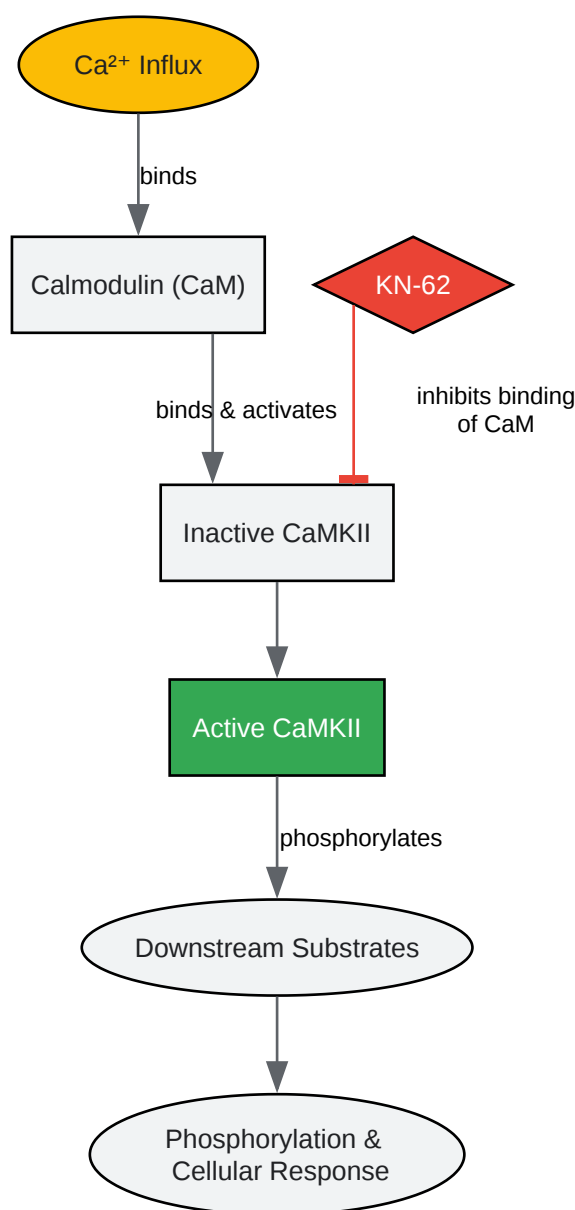 Ca²⁺ Influx
binds
Calmodulin (CaM)
KN-62
binds & activates
inhibits binding
of CaM
Inactive CaMKII
Active CaMKII
phosphorylates
Downstream Substrates
Phosphorylation &
Cellular Response